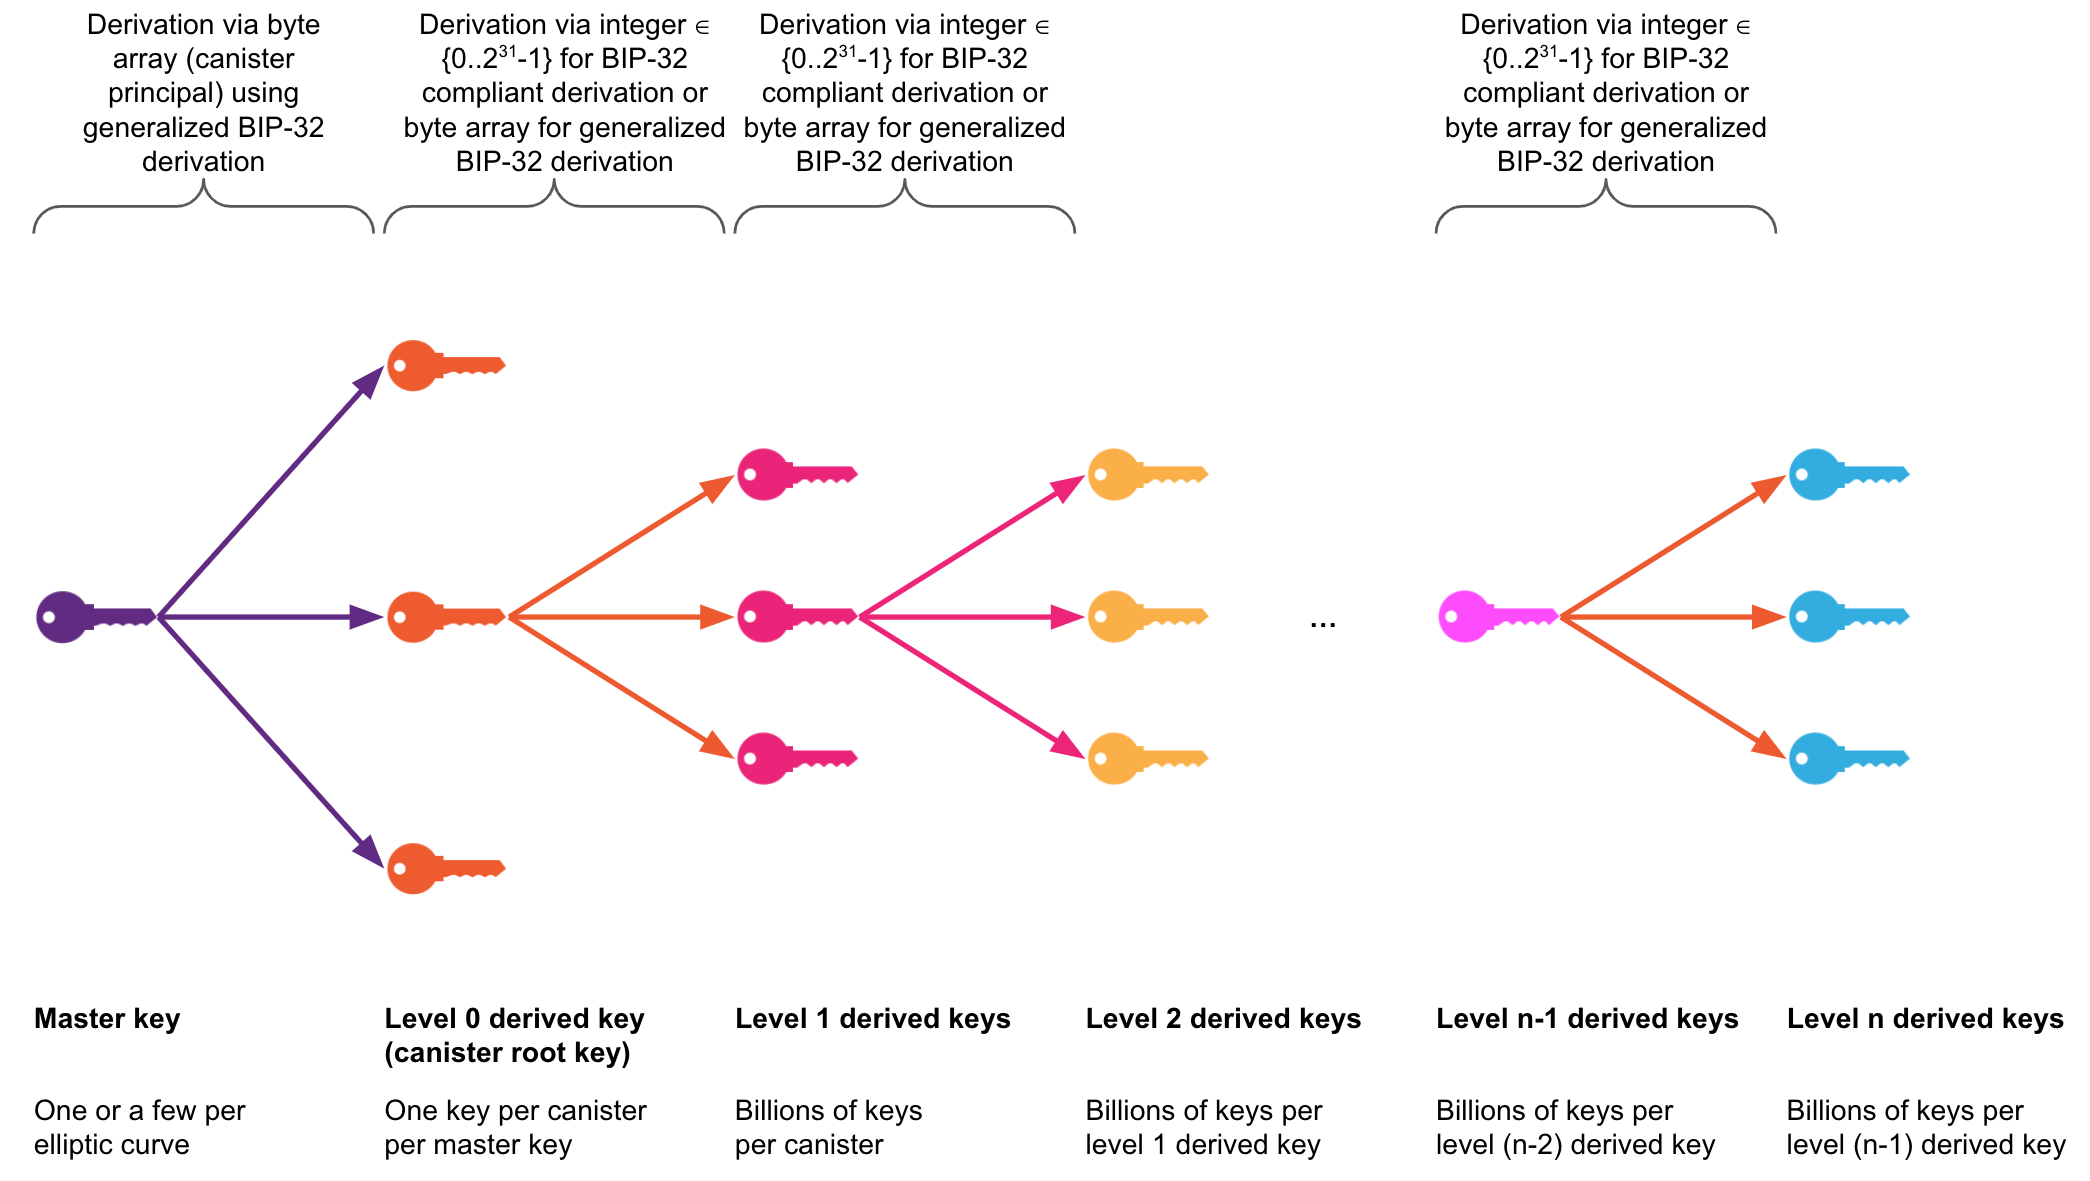 Derivation via byte
array (canister
principal) using
generalized BIP-32
derivation
Derivation via integer ∈
{0..2³¹-1} for BIP-32
compliant derivation or
byte array for generalized
BIP-32 derivation
Derivation via integer ∈
{0..2³¹-1} for BIP-32
compliant derivation or
byte array for generalized
BIP-32 derivation
Derivation via integer ∈
{0..2³¹-1} for BIP-32
compliant derivation or
byte array for generalized
BIP-32 derivation
...
Master key
One or a few per
elliptic curve
Level 0 derived key
(canister root key)
One key per canister
per master key
Level 1 derived keys
Billions of keys
per canister
Level 2 derived keys
Billions of keys per
level 1 derived key
Level n-1 derived keys
Billions of keys per
level (n-2) derived key
Level n derived keys
Billions of keys per
level (n-1) derived key